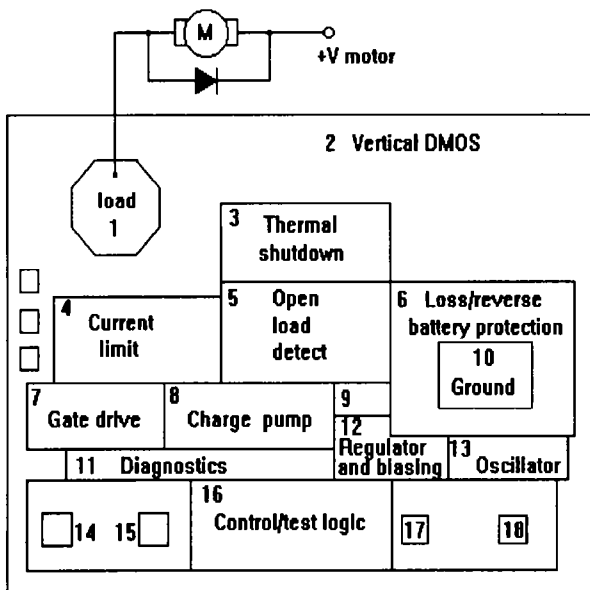 M
+V motor
2 Vertical DMOS
load
1
3 Thermal
shutdown
4 Current
limit
5 Open
load
detect
6 Loss/reverse
battery protection
10
Ground
7 Gate drive
8 Charge pump
9
12
Regulator
and biasing
13
Oscillator
11 Diagnostics
16
Control/test logic
14 15
17
18